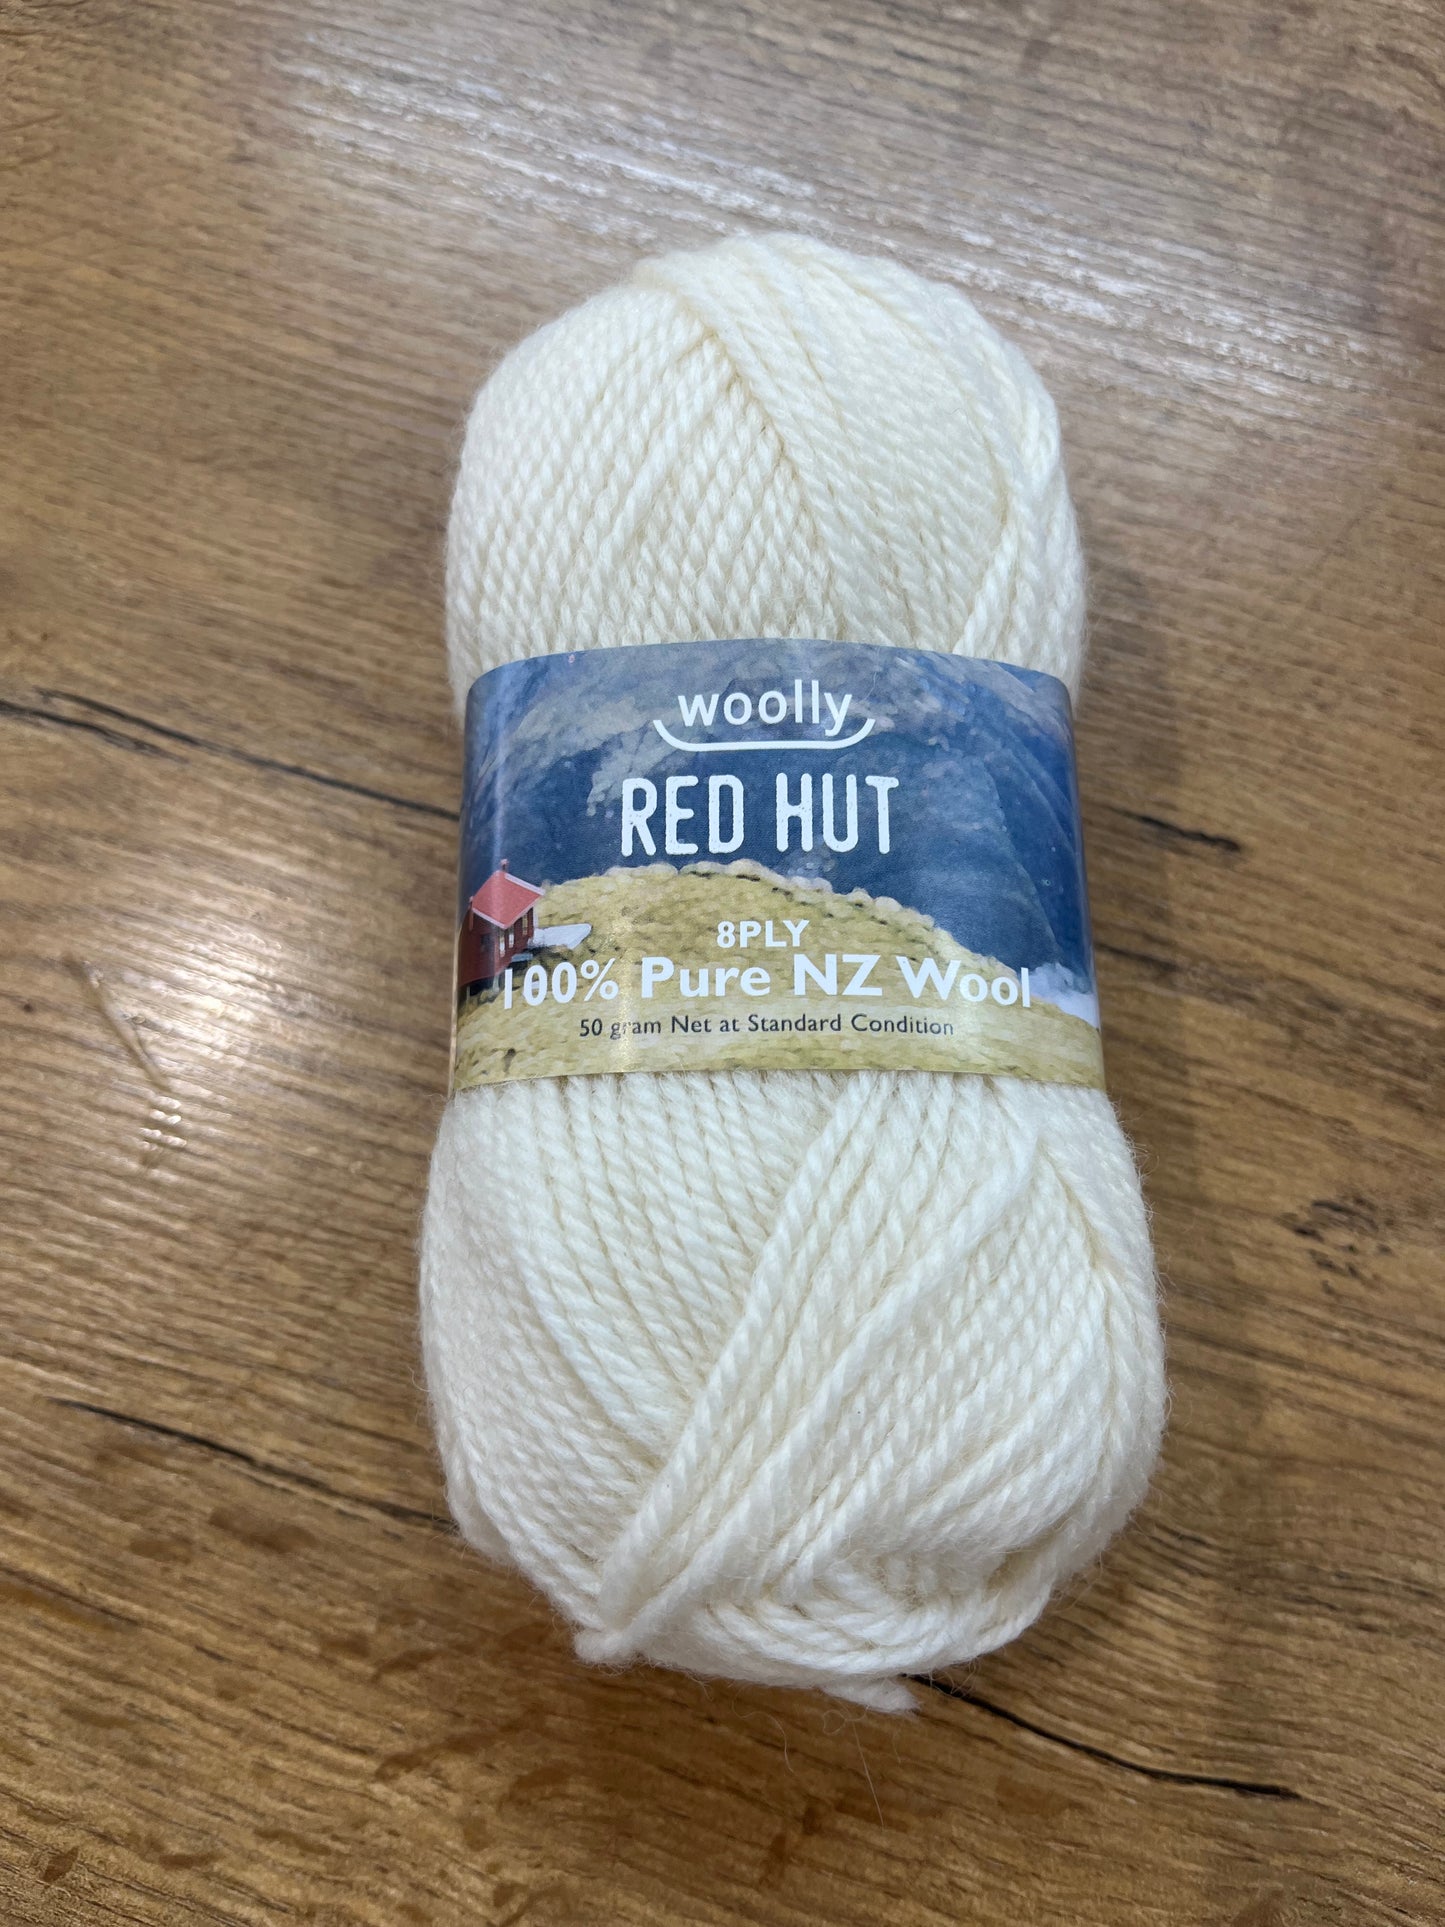 woolly
RED HUT
8PLY
100% Pure NZ Wool
50 gram Net at Standard Condition